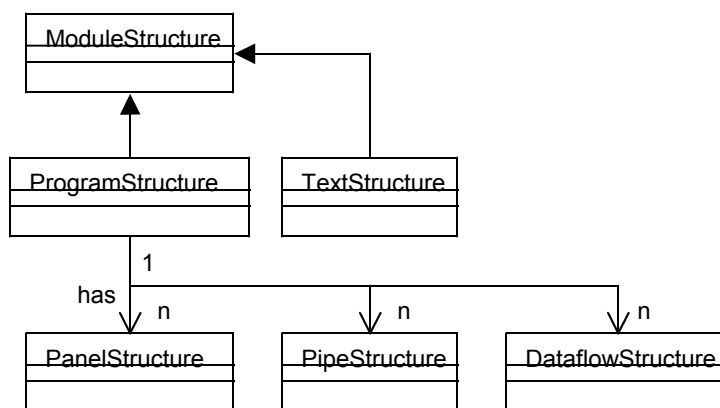 ModuleStructure
ProgramStructure
TextStructure
1
has
n
n
n
PanelStructure
PipeStructure
DataflowStructure